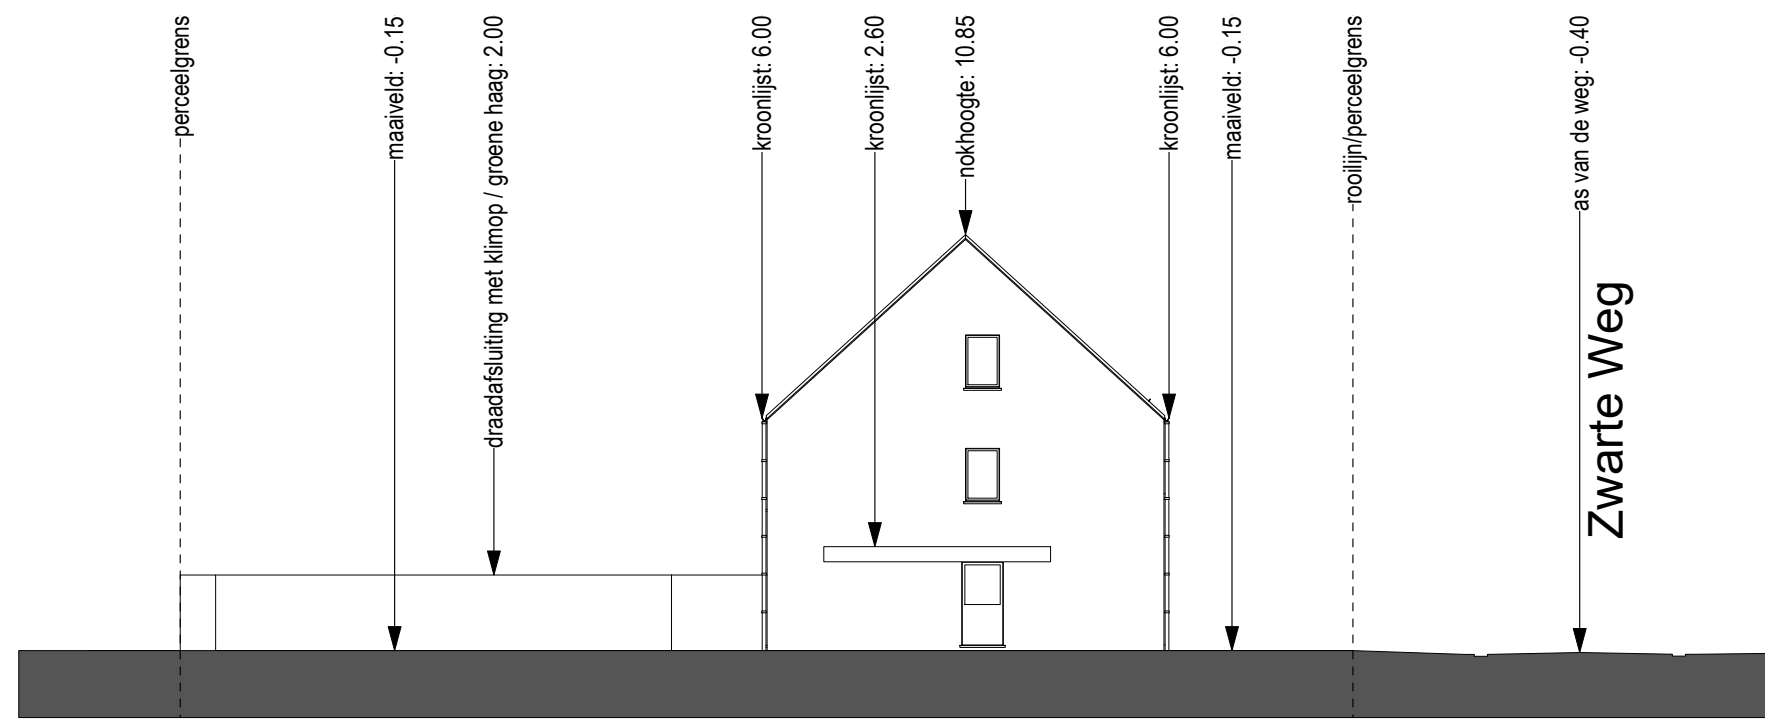 perceelgrens
maaiveld: -0.15
draadafsluiting met klimop / groene haag: 2.00
kroonlijst: 6.00
kroonlijst: 2.60
nokhoogte: 10.85
kroonlijst: 6.00
maaiveld: -0.15
rooilijn/perceelgrens
as van de weg: -0.40
Zwarte Weg